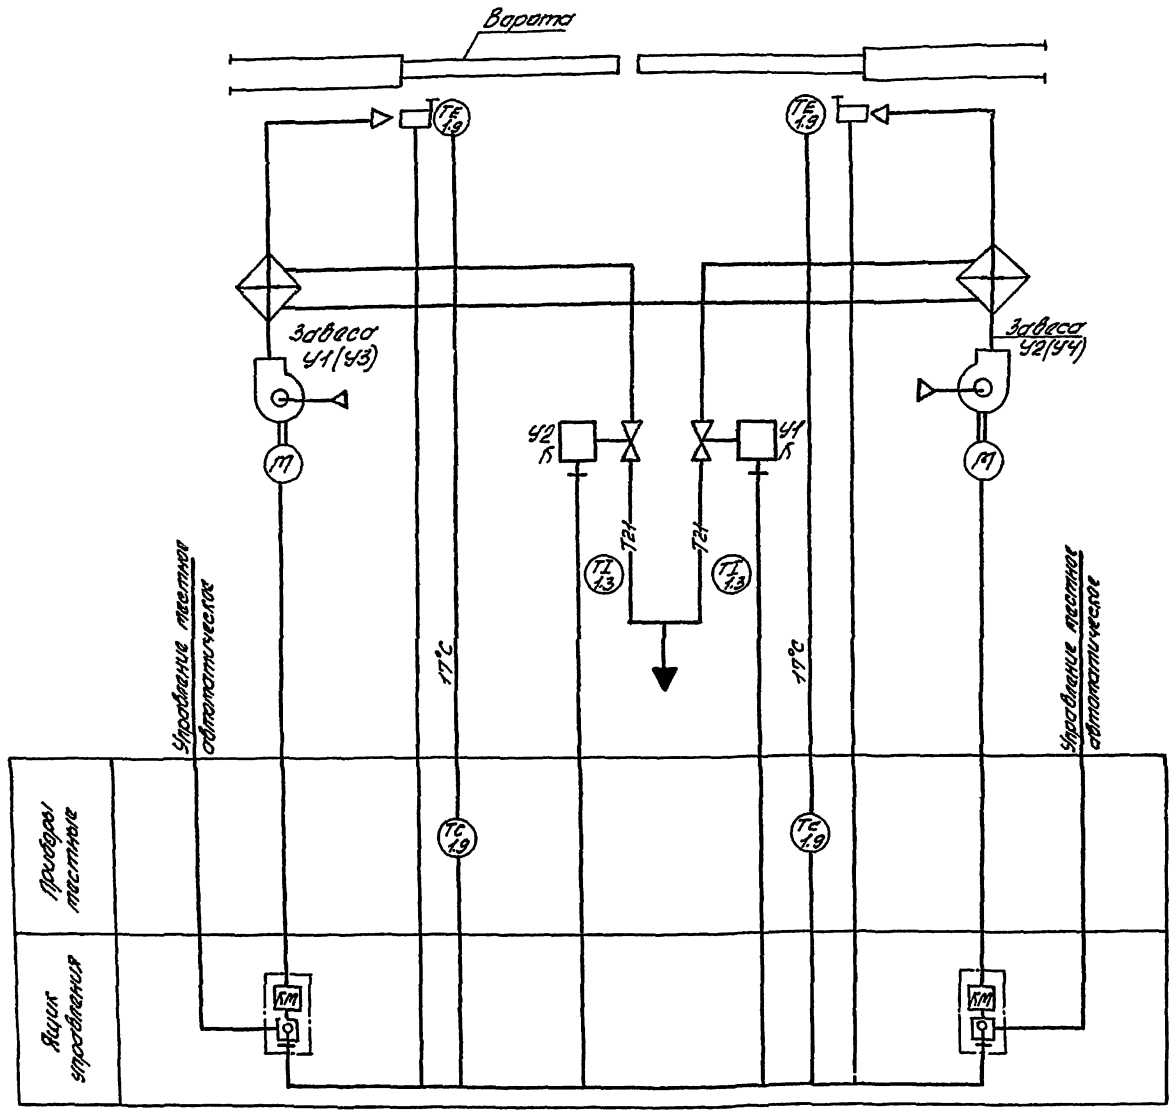 Ворота
TE
1.9
TE
1.9
Завеса
У1(У3)
Завеса
У2(У4)
У2
К
У1
К
М
М
Т21
Т21
TI
1.3
TI
1.3
17°C
17°C
Управление местное
автоматическое
Управление местное
автоматическое
Приборы
местные
TC
1.9
TC
1.9
Ящик
управления
КМ
КМ